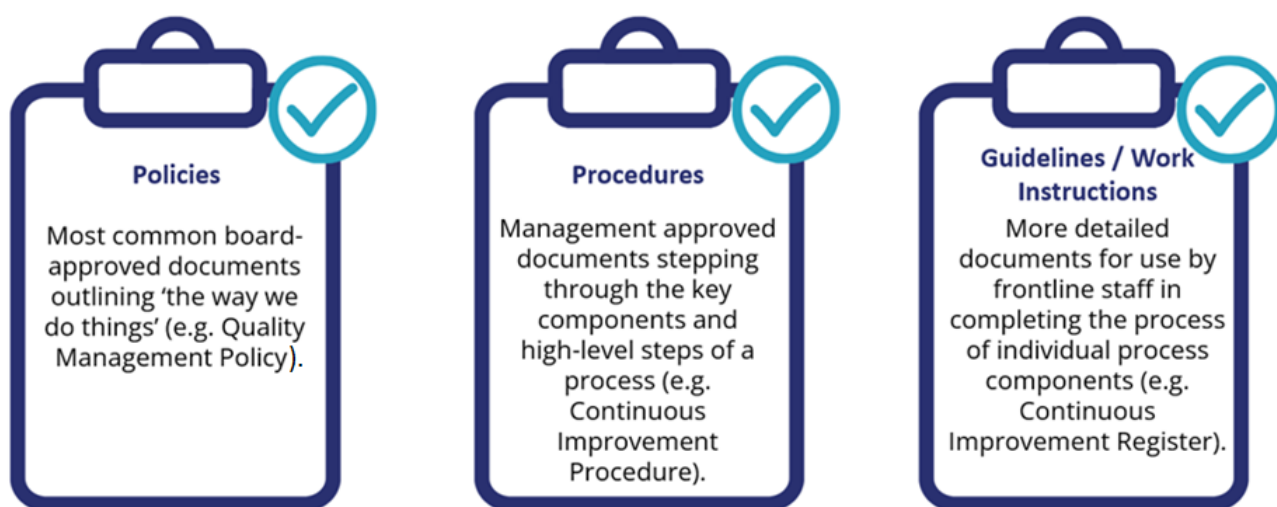 Policies
Most common board-
approved documents
outlining ‘the way we
do things’ (e.g. Quality
Management Policy).
Procedures
Management approved
documents stepping
through the key
components and
high-level steps of a
process (e.g.
Continuous
Improvement
Procedure).
Guidelines / Work
Instructions
More detailed
documents for use by
frontline staff in
completing the process
of individual process
components (e.g.
Continuous
Improvement Register).